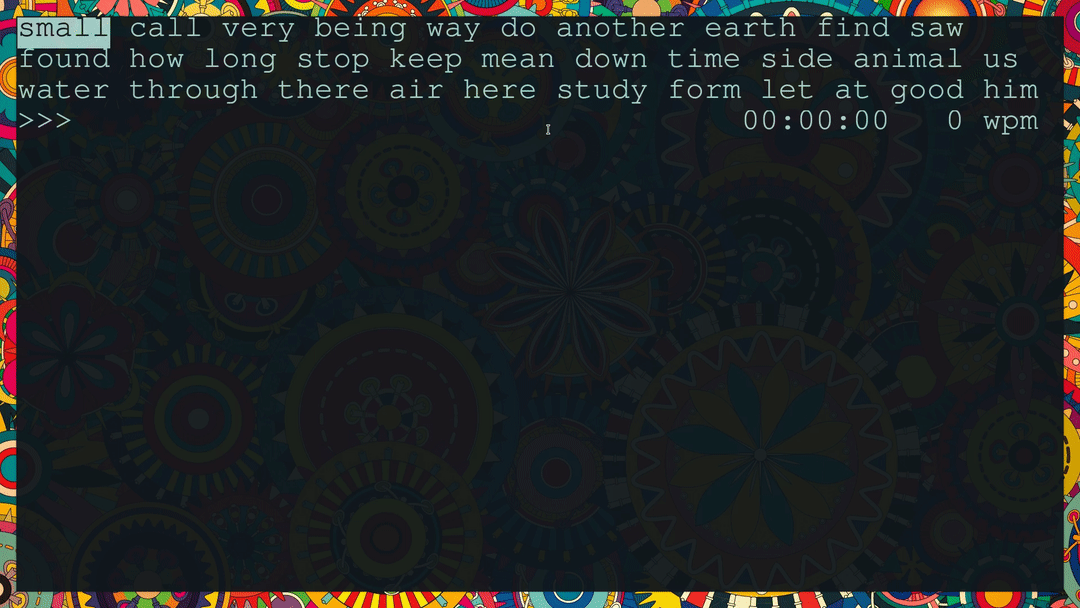 small call very being way do another earth find saw
found how long stop keep mean down time side animal us
water through there air here study form let at good him
>>> 00:00:00 0 wpm